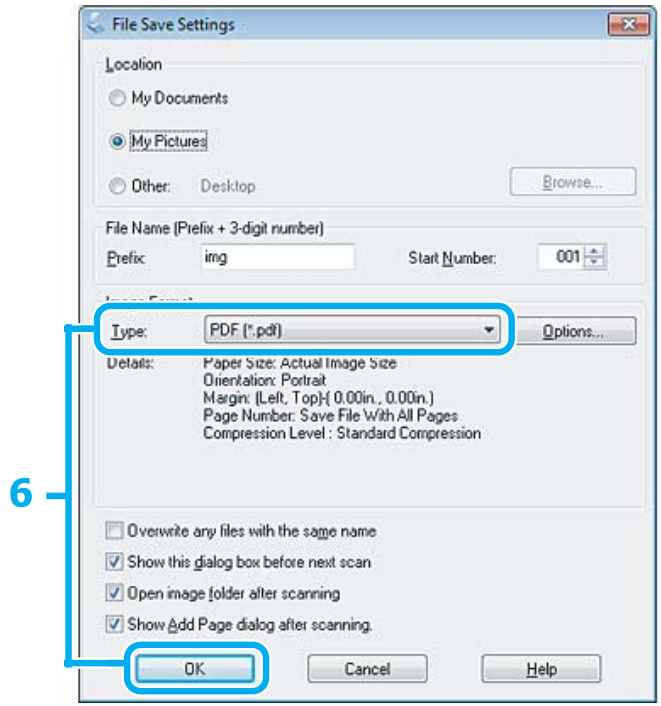 File Save Settings
Location
My Documents
My Pictures
Other: Desktop Browse...
File Name (Prefix + 3-digit number)
Prefix: img Start Number: 001
Image Format
Type: PDF (*.pdf) Options...
Details: Paper Size: Actual Image Size
Orientation: Portrait
Margin: (Left, Top)-( 0.00in., 0.00in.)
Page Number: Save File With All Pages
Compression Level : Standard Compression
6
Overwrite any files with the same name
Show this dialog box before next scan
Open image folder after scanning
Show Add Page dialog after scanning.
OK Cancel Help